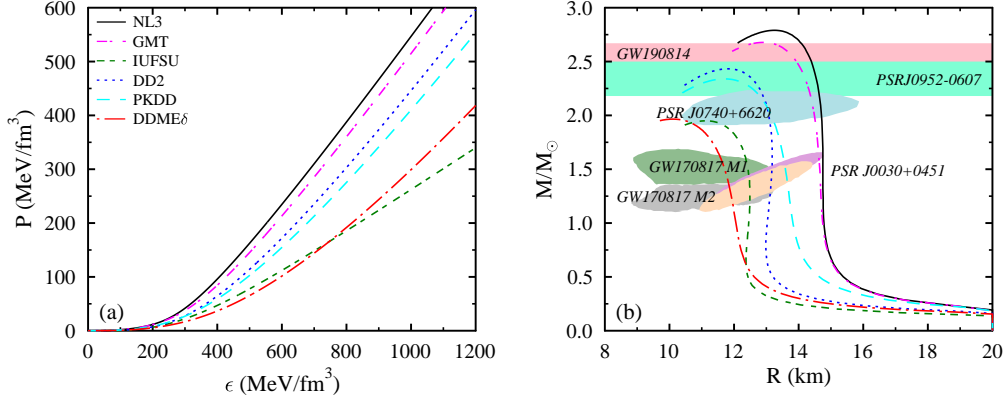 NL3
GMT
IUFSU
DD2
PKDD
DDMEδ
(a)
600
500
400
300
200
100
0
P (MeV/fm³)
0 200 400 600 800 1000 1200
ϵ (MeV/fm³)
GW190814
PSRJ0952-0607
PSR J0740+6620
GW170817 M1
PSR J0030+0451
GW170817 M2
(b)
3.0
2.5
2.0
1.5
1.0
0.5
0.0
M/M☉
8 10 12 14 16 18 20
R (km)